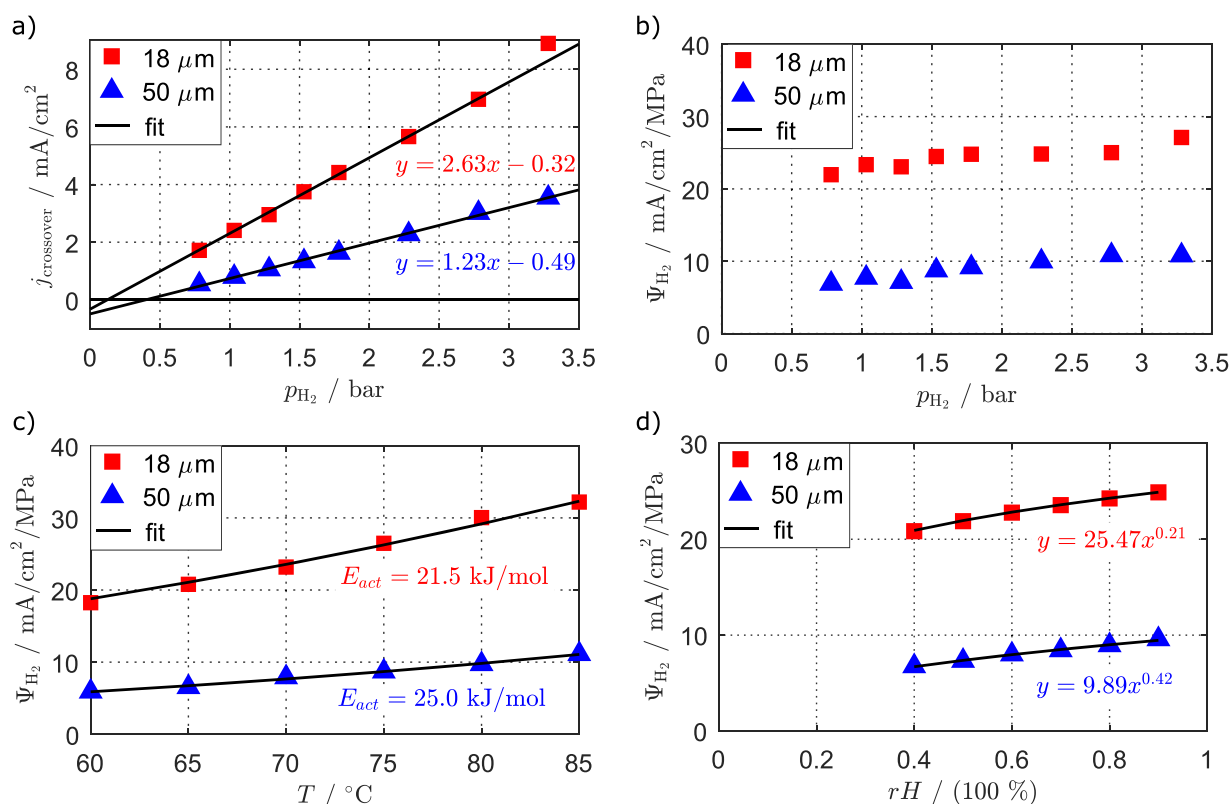 a)
8
6
4
2
0
j_crossover / mA/cm²
18 μm
50 μm
fit
y = 2.63x − 0.32
y = 1.23x − 0.49
0 0.5 1 1.5 2 2.5 3 3.5
p_H₂ / bar
b)
40
30
20
10
0
Ψ_H₂ / mA/cm²/MPa
18 μm
50 μm
fit
0 0.5 1 1.5 2 2.5 3 3.5
p_H₂ / bar
c)
40
30
20
10
0
Ψ_H₂ / mA/cm²/MPa
18 μm
50 μm
fit
E_act = 21.5 kJ/mol
E_act = 25.0 kJ/mol
60 65 70 75 80 85
T / °C
d)
30
20
10
0
Ψ_H₂ / mA/cm²/MPa
18 μm
50 μm
fit
y = 25.47x^0.21
y = 9.89x^0.42
0 0.2 0.4 0.6 0.8 1
rH / (100 %)